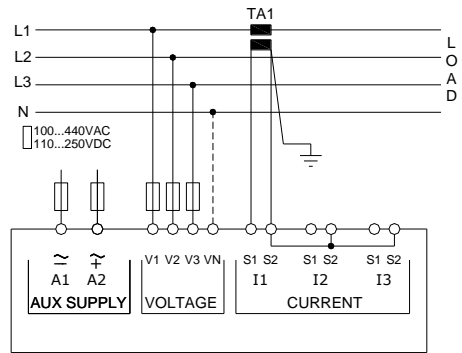 TA1
L1
L2
L3
N
LOAD
100...440VAC
110...250VDC
V1 V2 V3 VN
S1 S2 S1 S2 S1 S2
A1 A2
I1 I2 I3
AUX SUPPLY
VOLTAGE
CURRENT